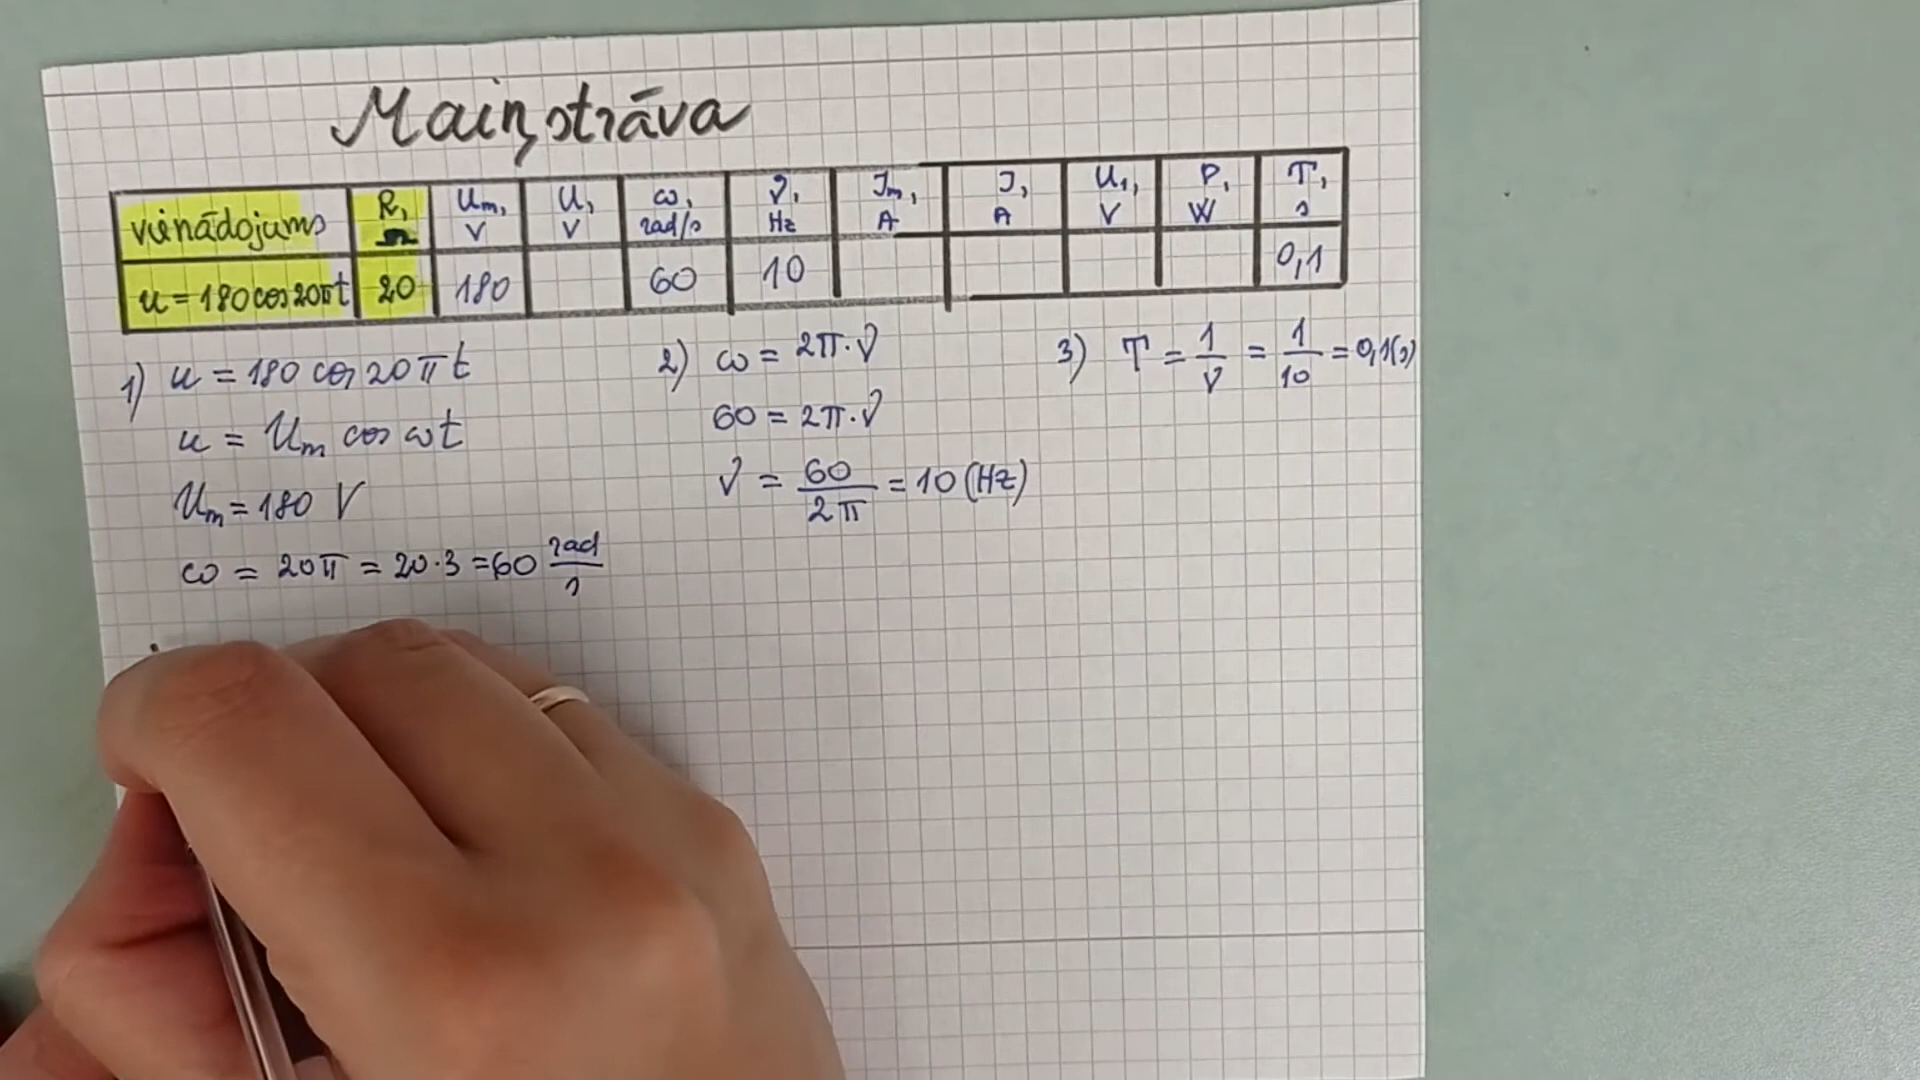 Maiņstrāva
vienādojums R, Ω Um, V U, V ω, rad/s ν, Hz Im, A I, A U1, V P, W T, s
u = 180cos20πt 20 180 60 10 0,1
1) u = 180 cos 20πt
u = Um cos ωt
Um = 180 V
ω = 20π = 20·3 = 60 rad/s
2) ω = 2π·ν
60 = 2π·ν
ν = 60/2π = 10 (Hz)
3) T = 1/ν = 1/10 = 0,1(s)